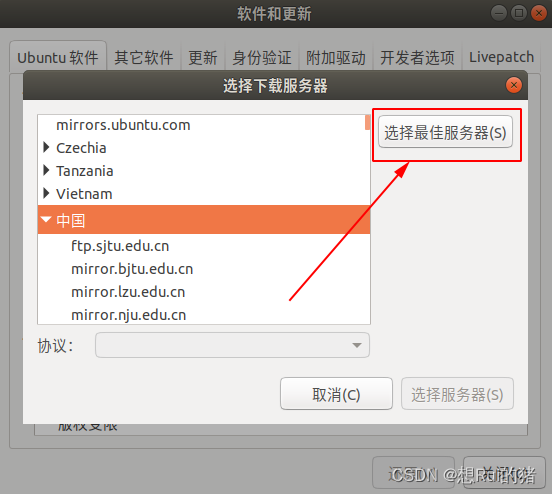 软件和更新
Ubuntu 软件 其它软件 更新 身份验证 附加驱动 开发者选项 Livepatch
选择下载服务器
mirrors.ubuntu.com
Czechia
Tanzania
Vietnam
中国
ftp.sjtu.edu.cn
mirror.bjtu.edu.cn
mirror.lzu.edu.cn
mirror.nju.edu.cn
选择最佳服务器(S)
协议：
取消(C) 选择服务器(S)
版权受限
CSDN @想